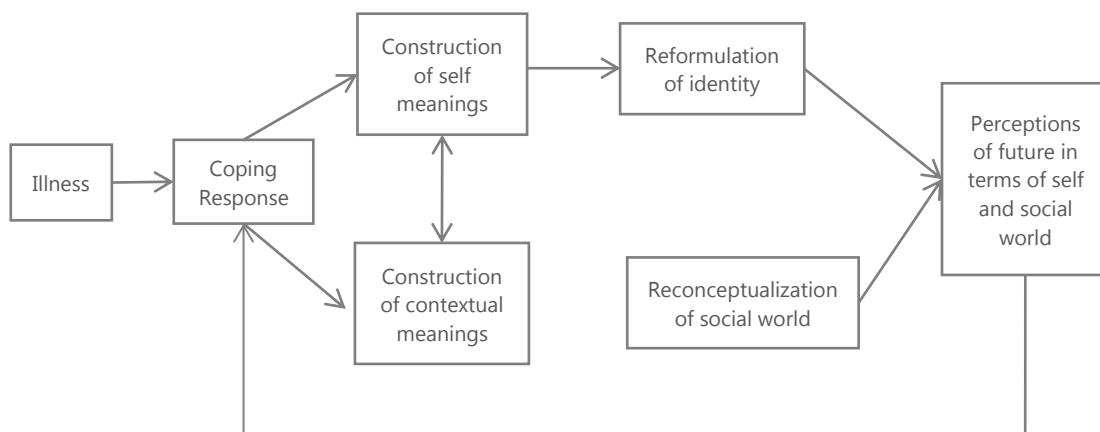 Illness
Coping
Response
Construction
of self
meanings
Construction
of contextual
meanings
Reformulation
of identity
Reconceptualization
of social world
Perceptions
of future in
terms of self
and social
world